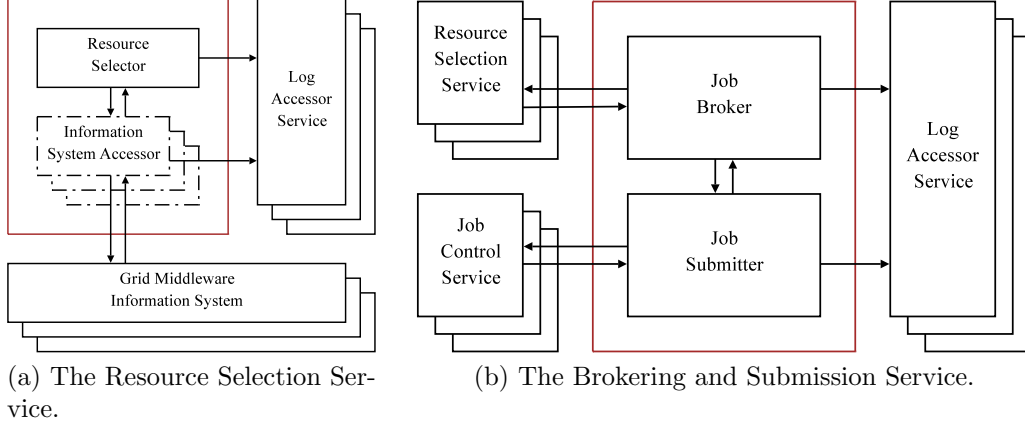 Resource
Selector
Log
Accessor
Service
Information
System Accessor
Grid Middleware
Information System
(a) The Resource Selection Ser-
vice.
Resource
Selection
Service
Job
Broker
Log
Accessor
Service
Job
Control
Service
Job
Submitter
(b) The Brokering and Submission Service.